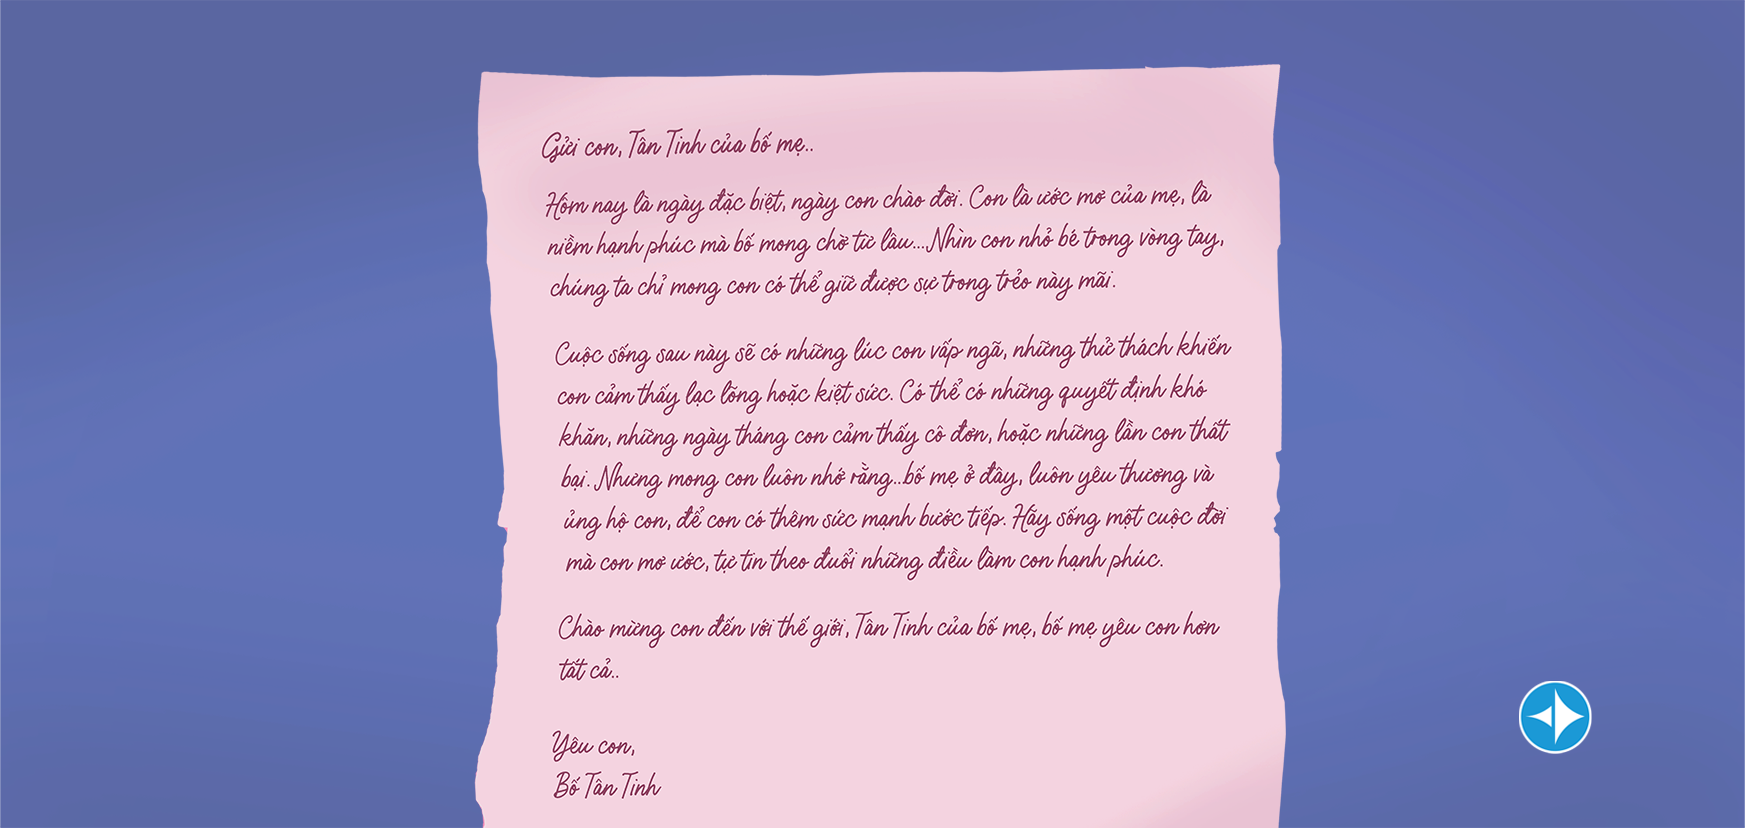 Gửi con, Tân Tinh của bố mẹ..
Hôm nay là ngày đặc biệt, ngày con chào đời. Con là ước mơ của mẹ, là
niềm hạnh phúc mà bố mong chờ từ lâu...Nhìn con nhỏ bé trong vòng tay,
chúng ta chỉ mong con có thể giữ được sự trong trẻo này mãi.
Cuộc sống sau này sẽ có những lúc con vấp ngã, những thử thách khiến
con cảm thấy lạc lõng hoặc kiệt sức. Có thể có những quyết định khó
khăn, những ngày tháng con cảm thấy cô đơn, hoặc những lần con thất
bại. Nhưng mong con luôn nhớ rằng..bố mẹ ở đây, luôn yêu thương và
ủng hộ con, để con có thêm sức mạnh bước tiếp. Hãy sống một cuộc đời
mà con mơ ước, tự tin theo đuổi những điều làm con hạnh phúc.
Chào mừng con đến với thế giới, Tân Tinh của bố mẹ, bố mẹ yêu con hơn
tất cả..
Yêu con,
Bố Tân Tinh